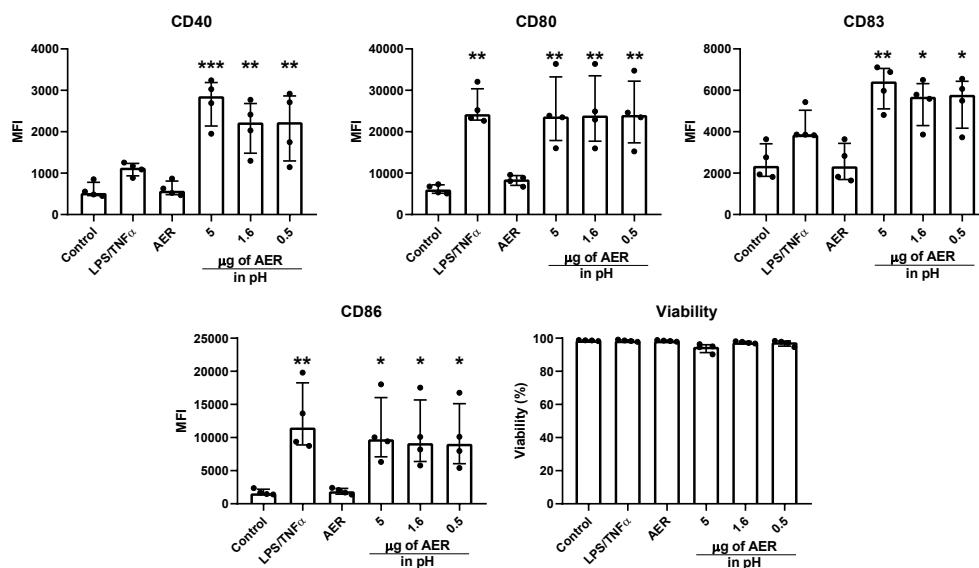 CD40
MFI
4000
3000
2000
1000
0
***
**
**
Control
LPS/TNFα
AER
5
1.6
0.5
µg of AER
in pH
CD80
MFI
40000
30000
20000
10000
0
**
**
**
**
Control
LPS/TNFα
AER
5
1.6
0.5
µg of AER
in pH
CD83
MFI
8000
6000
4000
2000
0
**
*
*
Control
LPS/TNFα
AER
5
1.6
0.5
µg of AER
in pH
CD86
MFI
25000
20000
15000
10000
5000
0
**
*
*
*
Control
LPS/TNFα
AER
5
1.6
0.5
µg of AER
in pH
Viability
Viability (%)
100
80
60
40
20
0
Control
LPS/TNFα
AER
5
1.6
0.5
µg of AER
in pH